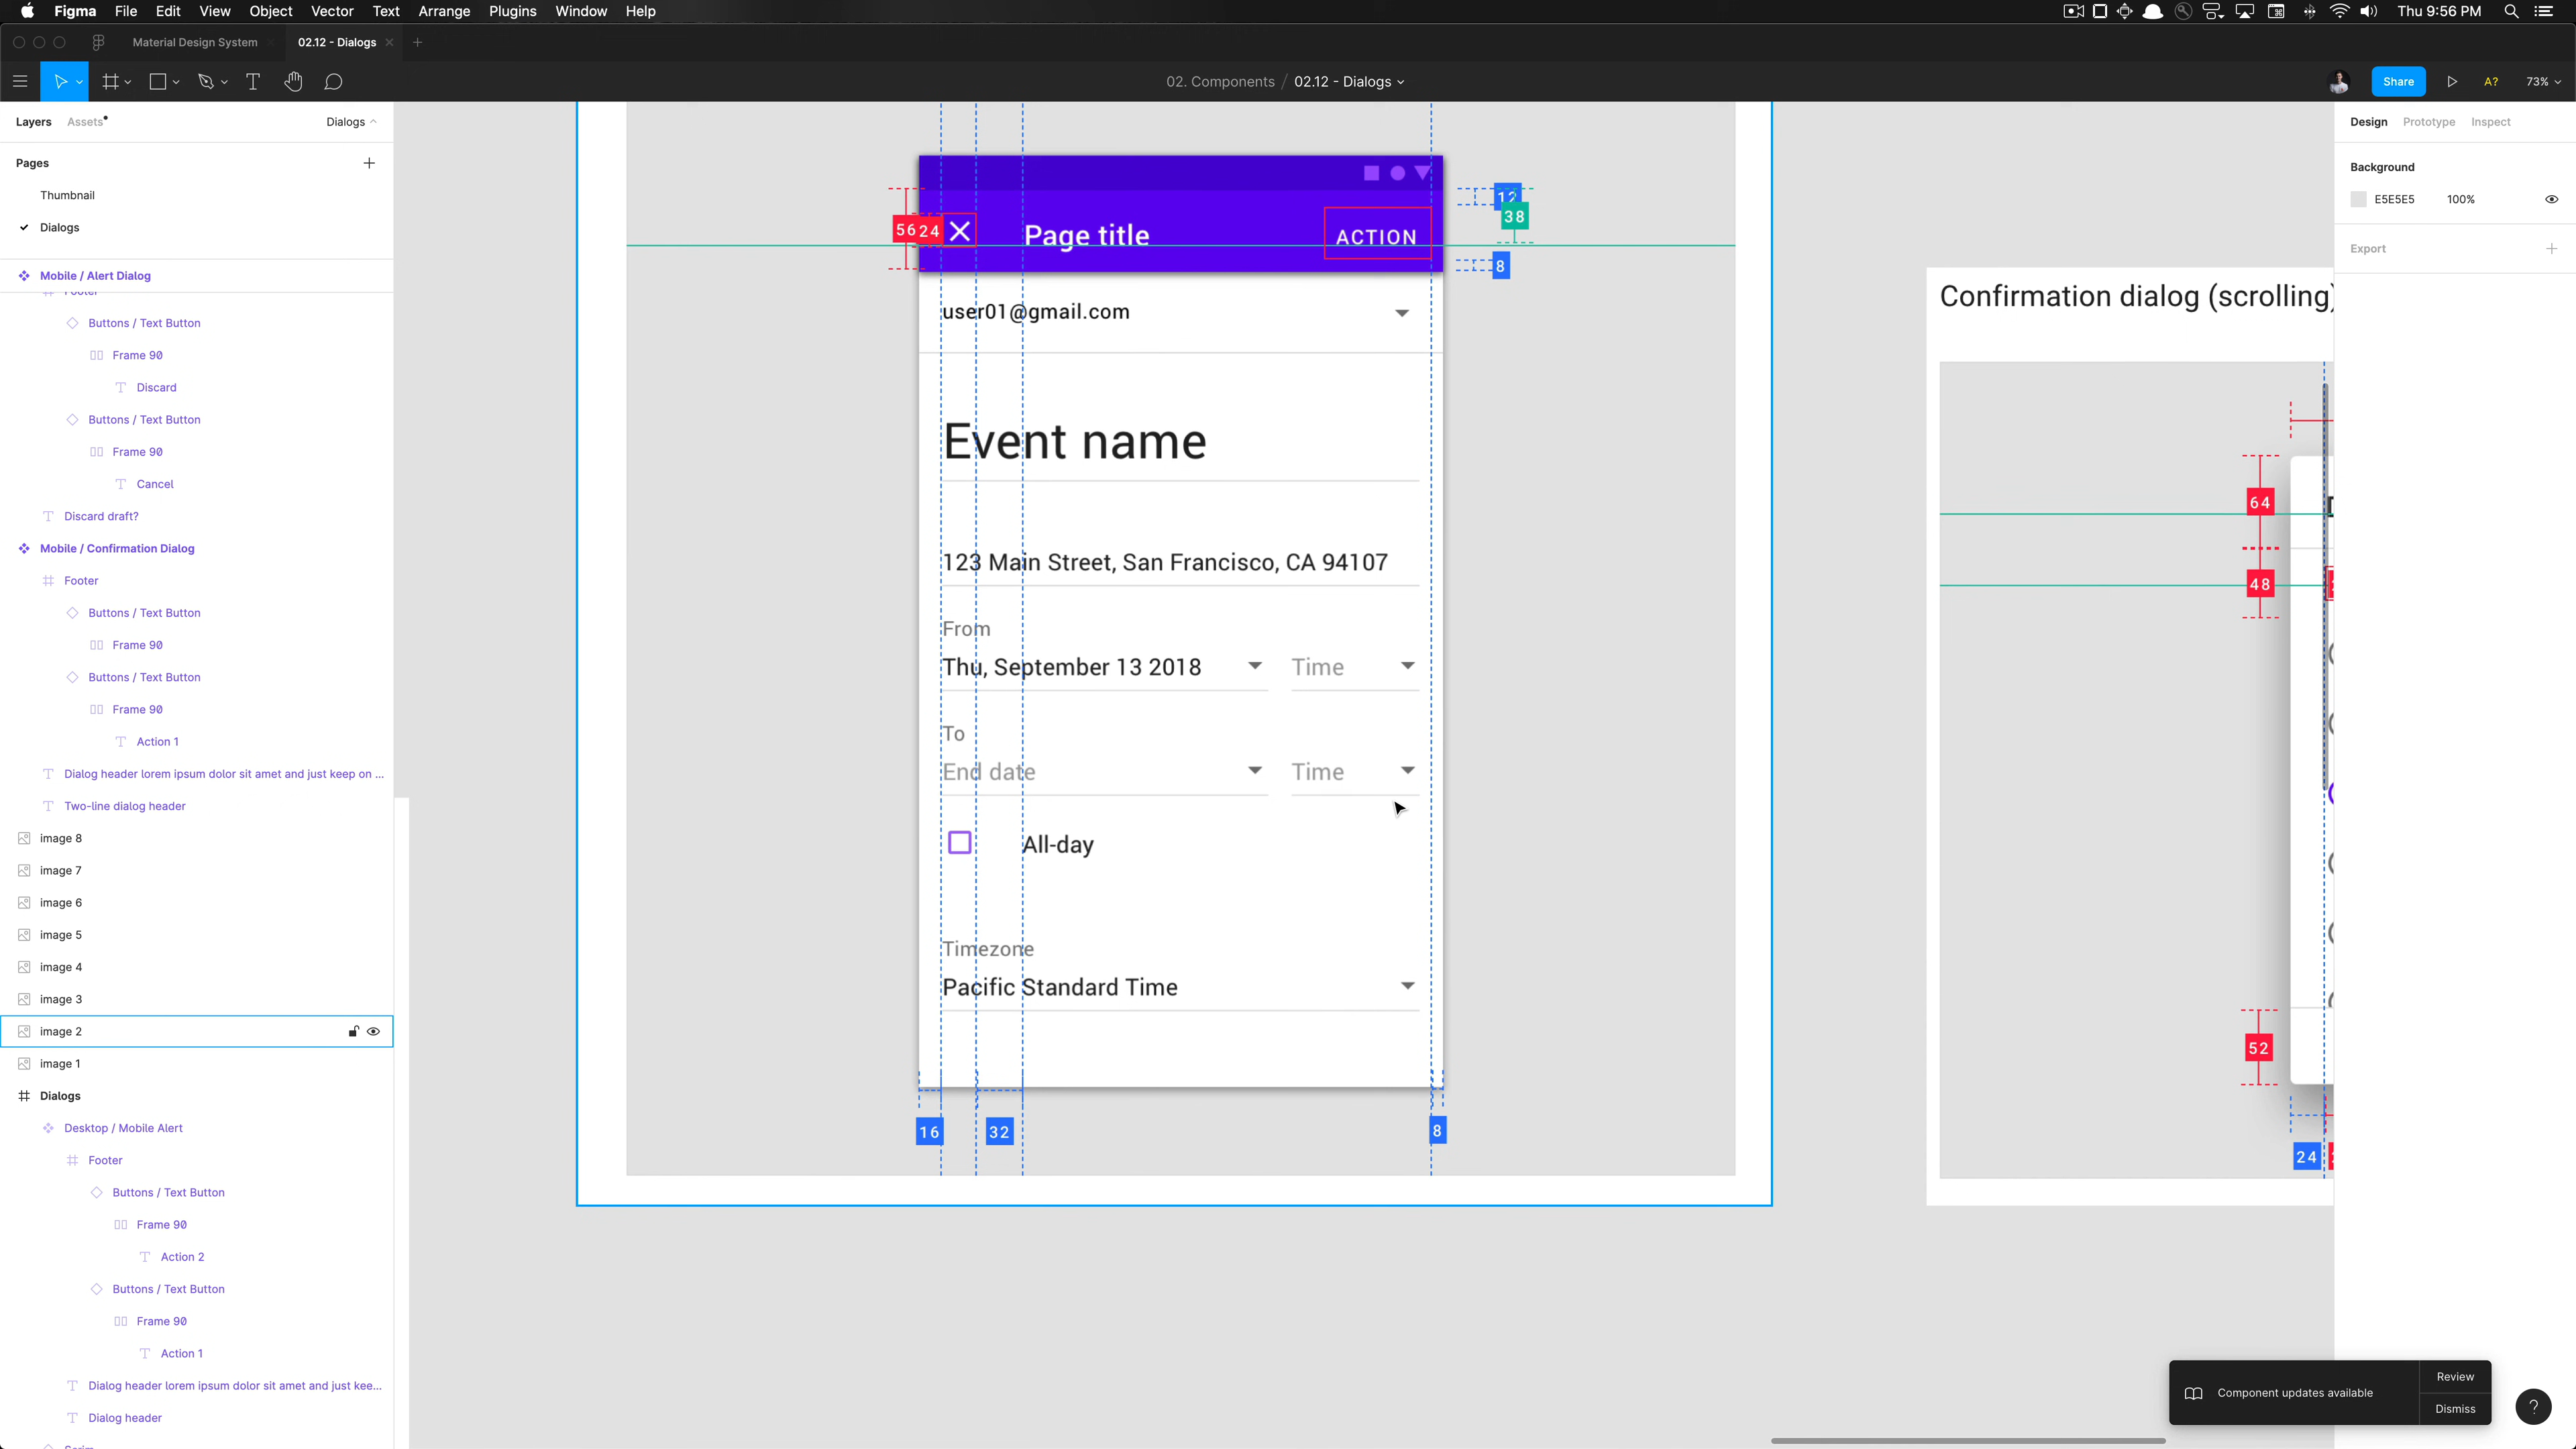 Figma File Edit View Object Vector Text Arrange Plugins Window Help Thu 9:56 PM
Material Design System 02.12 - Dialogs
02. Components / 02.12 - Dialogs Share A? 73%
Layers Assets Dialogs
Pages
Thumbnail
Dialogs
Mobile / Alert Dialog
Footer
Buttons / Text Button
Frame 90
Discard
Buttons / Text Button
Frame 90
Cancel
Discard draft?
Mobile / Confirmation Dialog
Footer
Buttons / Text Button
Frame 90
Buttons / Text Button
Frame 90
Action 1
Dialog header lorem ipsum dolor sit amet and just keep on ...
Two-line dialog header
image 8
image 7
image 6
image 5
image 4
image 3
image 2
image 1
Dialogs
Desktop / Mobile Alert
Footer
Buttons / Text Button
Frame 90
Action 2
Buttons / Text Button
Frame 90
Action 1
Dialog header lorem ipsum dolor sit amet and just kee...
Dialog header
56 24 Page title ACTION
12
38
8
user01@gmail.com
Event name
123 Main Street, San Francisco, CA 94107
From
Thu, September 13 2018 Time
To
End date Time
All-day
Timezone
Pacific Standard Time
16 32 8
Confirmation dialog (scrolling)
64
48
52
24
Design Prototype Inspect
Background
E5E5E5 100%
Export
Component updates available
Review
Dismiss
?